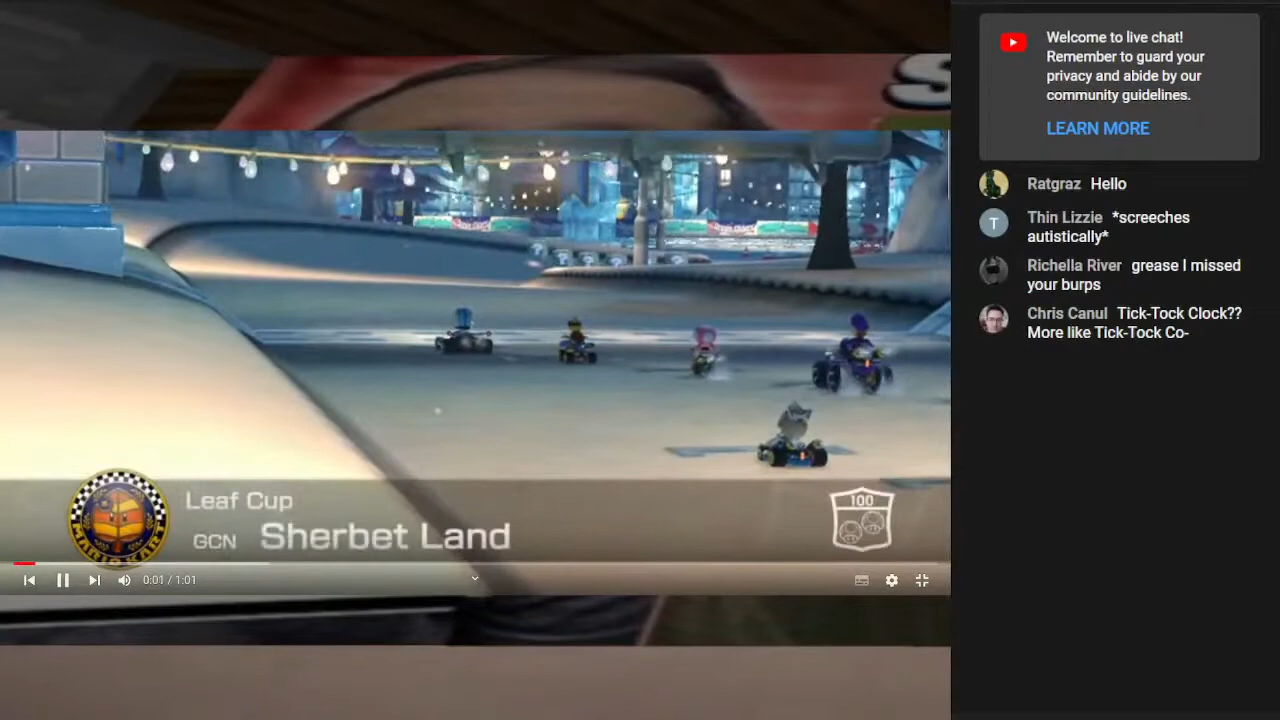 S
Welcome to live chat!
Remember to guard your
privacy and abide by our
community guidelines.
LEARN MORE
Ratgraz Hello
Thin Lizzie *screeches
autistically*
Richella River grease I missed
your burps
Chris Canul Tick-Tock Clock??
More like Tick-Tock Co-
T
Leaf Cup
GCN Sherbet Land
MARIO KART
100
0:01 / 1:01